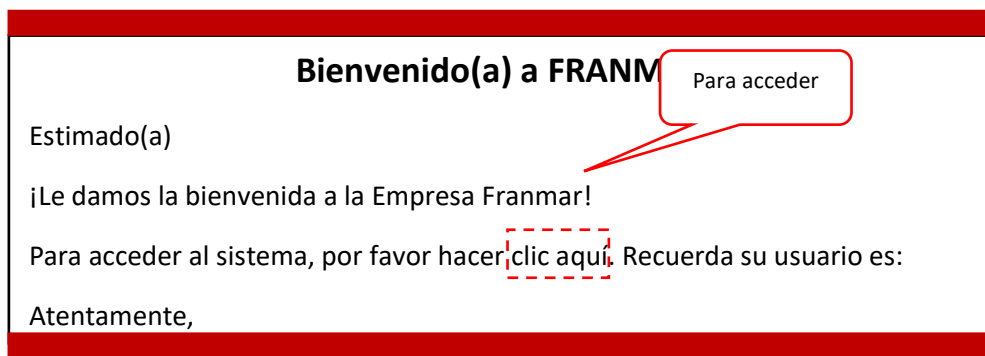 Bienvenido(a) a FRANM
Para acceder
Estimado(a)
¡Le damos la bienvenida a la Empresa Franmar!
Para acceder al sistema, por favor hacer clic aquí. Recuerda su usuario es:
Atentamente,